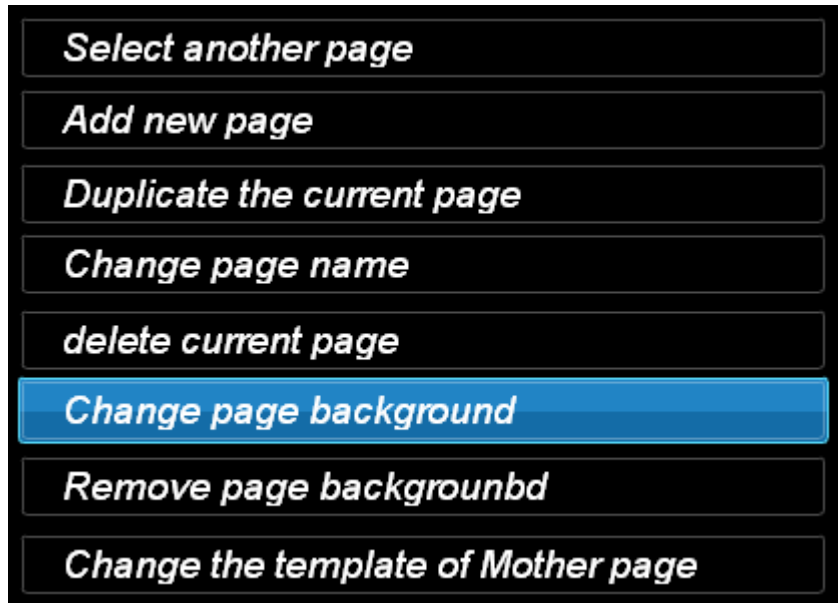 Select another page
Add new page
Duplicate the current page
Change page name
delete current page
Change page background
Remove page backgrounbd
Change the template of Mother page